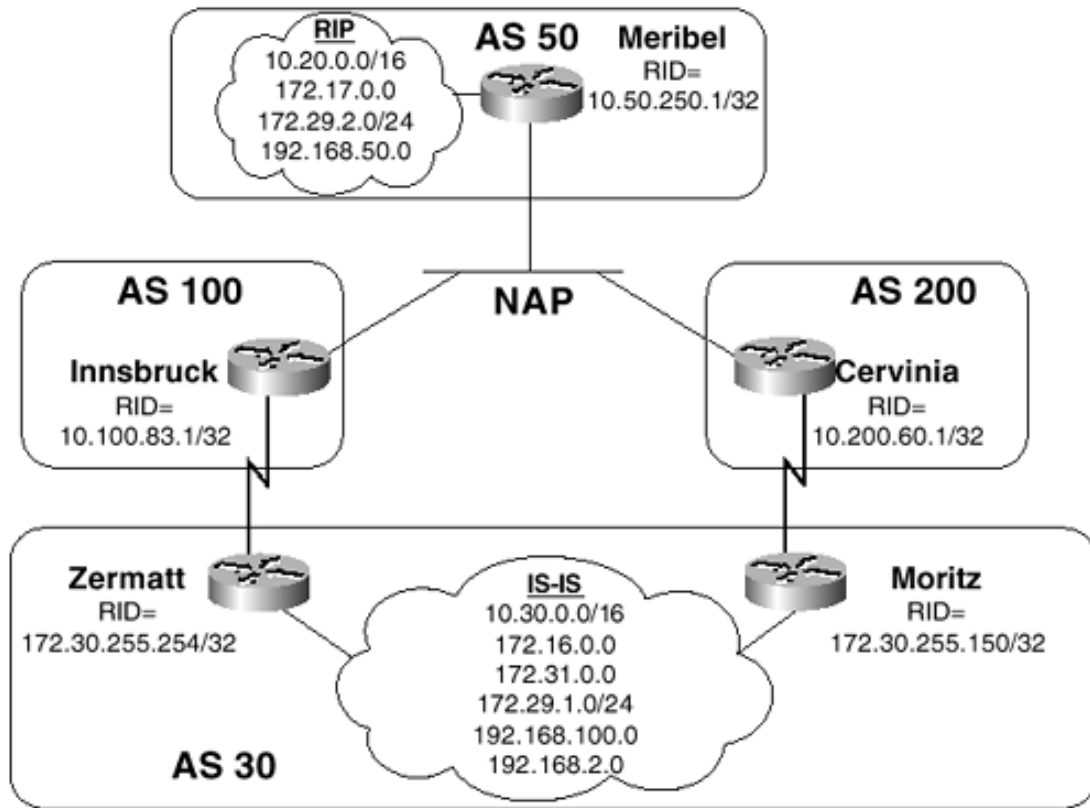 RIP
10.20.0.0/16
172.17.0.0
172.29.2.0/24
192.168.50.0
AS 50
Meribel
RID=
10.50.250.1/32
AS 100
Innsbruck
RID=
10.100.83.1/32
NAP
AS 200
Cervinia
RID=
10.200.60.1/32
Zermatt
RID=
172.30.255.254/32
IS-IS
10.30.0.0/16
172.16.0.0
172.31.0.0
172.29.1.0/24
192.168.100.0
192.168.2.0
Moritz
RID=
172.30.255.150/32
AS 30